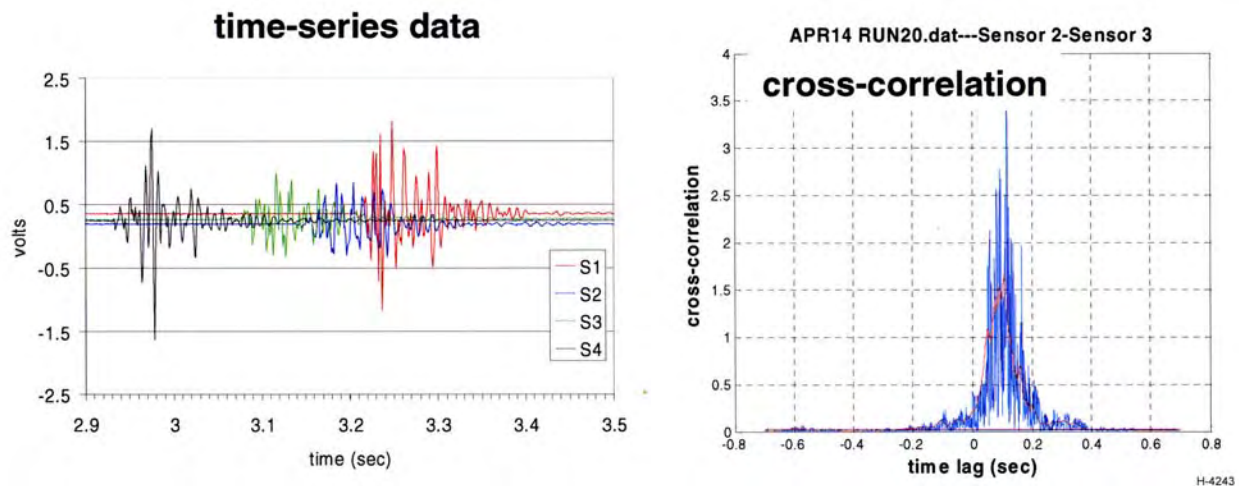 time-series data
2.5
1.5
0.5
-0.5
-1.5
-2.5
volts
2.9
3
3.1
3.2
3.3
3.4
3.5
time (sec)
S1
S2
S3
S4
APR14 RUN20.dat---Sensor 2-Sensor 3
cross-correlation
4
3.5
3
2.5
2
1.5
1
0.5
0
cross-correlation
-0.8
-0.6
-0.4
-0.2
0
0.2
0.4
0.6
0.8
time lag (sec)
H-4243